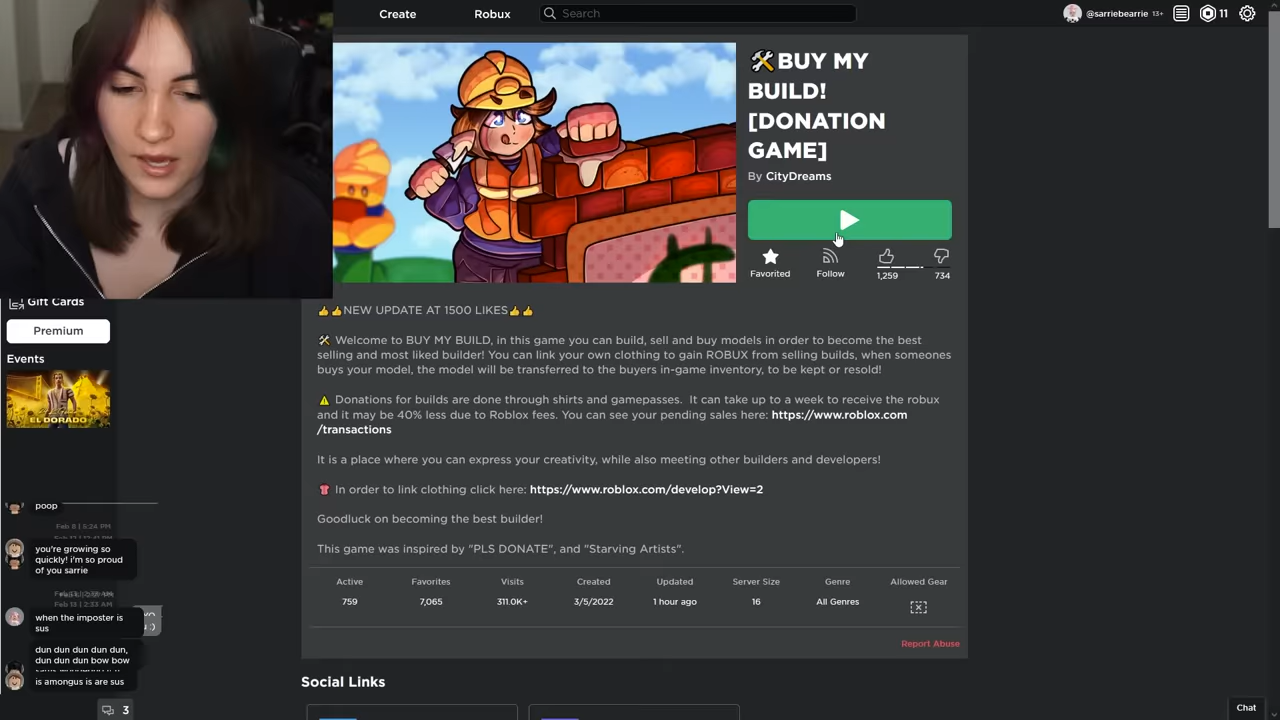 Create
Robux
Search
@sarriebearrie 13+
11
🛠BUY MY
BUILD!
[DONATION
GAME]
By CityDreams
Favorited
Follow
1,259
734
👍👍NEW UPDATE AT 1500 LIKES👍👍
🛠 Welcome to BUY MY BUILD, in this game you can build, sell and buy models in order to become the best
selling and most liked builder! You can link your own clothing to gain ROBUX from selling builds, when someones
buys your model, the model will be transferred to the buyers in-game inventory, to be kept or resold!
⚠ Donations for builds are done through shirts and gamepasses. It can take up to a week to receive the robux
and it may be 40% less due to Roblox fees. You can see your pending sales here: https://www.roblox.com
/transactions
It is a place where you can express your creativity, while also meeting other builders and developers!
👚 In order to link clothing click here: https://www.roblox.com/develop?View=2
Goodluck on becoming the best builder!
This game was inspired by "PLS DONATE", and "Starving Artists".
Active
Favorites
Visits
Created
Updated
Server Size
Genre
Allowed Gear
759
7,065
311.0K+
3/5/2022
1 hour ago
16
All Genres
Report Abuse
Social Links
Gift Cards
Premium
Events
EL DORADO
poop
Feb 8 | 5:24 PM
you're growing so
quickly! i'm so proud
of you sarrie
Feb 13 | 2:33 AM
when the imposter is
sus
dun dun dun dun dun,
dun dun dun bow bow
is amongus is are sus
3
Chat